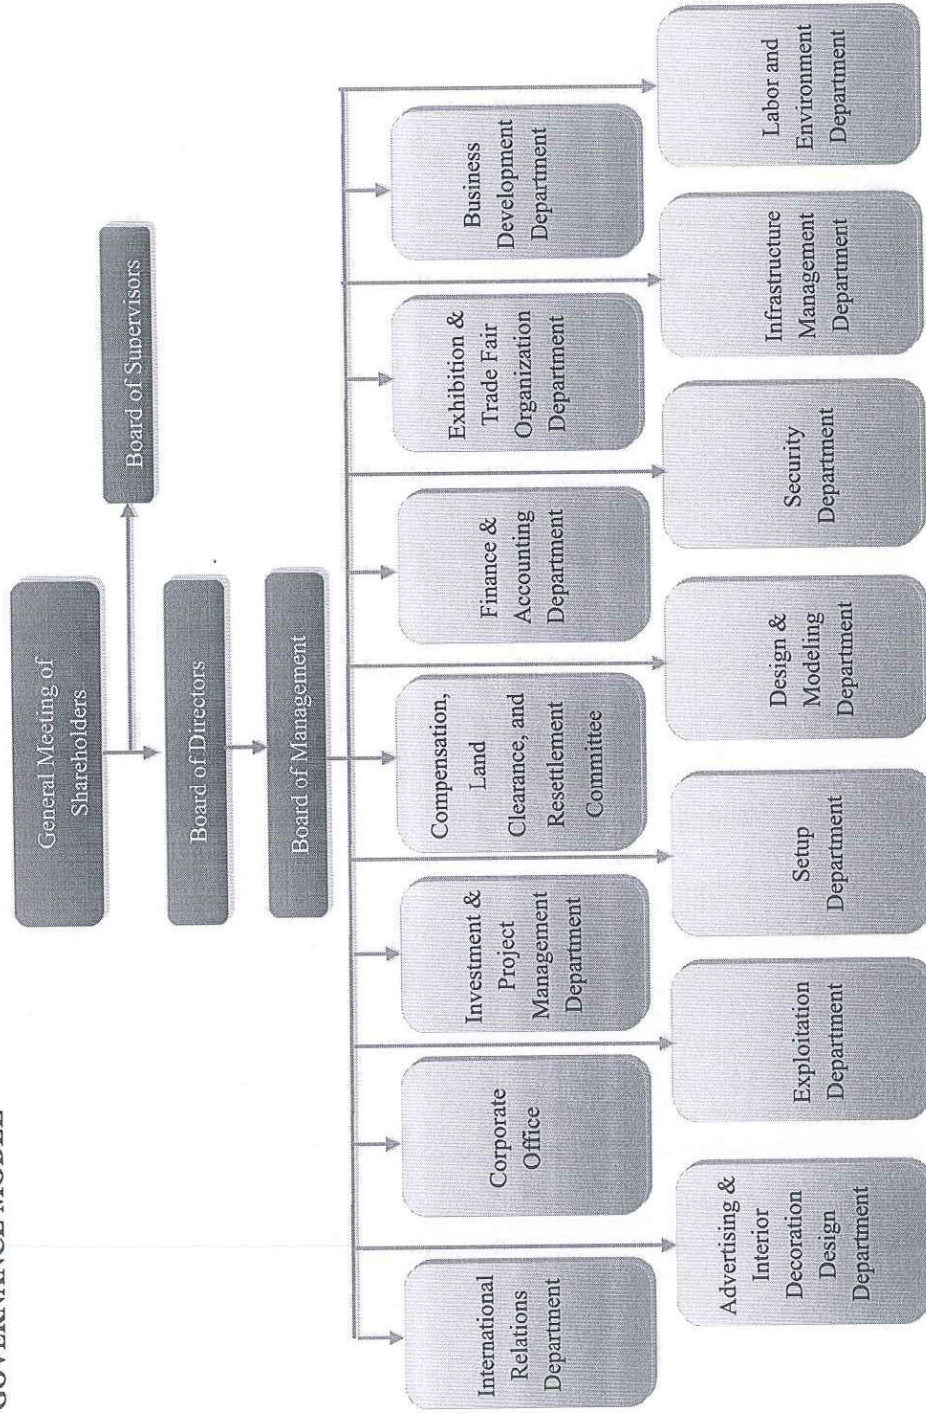 GOVERNANCE MODEL
General Meeting of
Shareholders
Board of Supervisors
Board of Directors
Board of Management
International
Relations
Department
Corporate
Office
Investment &
Project
Management
Department
Compensation,
Land
Clearance, and
Resettlement
Committee
Finance &
Accounting
Department
Exhibition &
Trade Fair
Organization
Department
Business
Development
Department
Advertising &
Interior
Decoration
Design
Department
Exploitation
Department
Setup
Department
Design &
Modeling
Department
Security
Department
Infrastructure
Management
Department
Labor and
Environment
Department